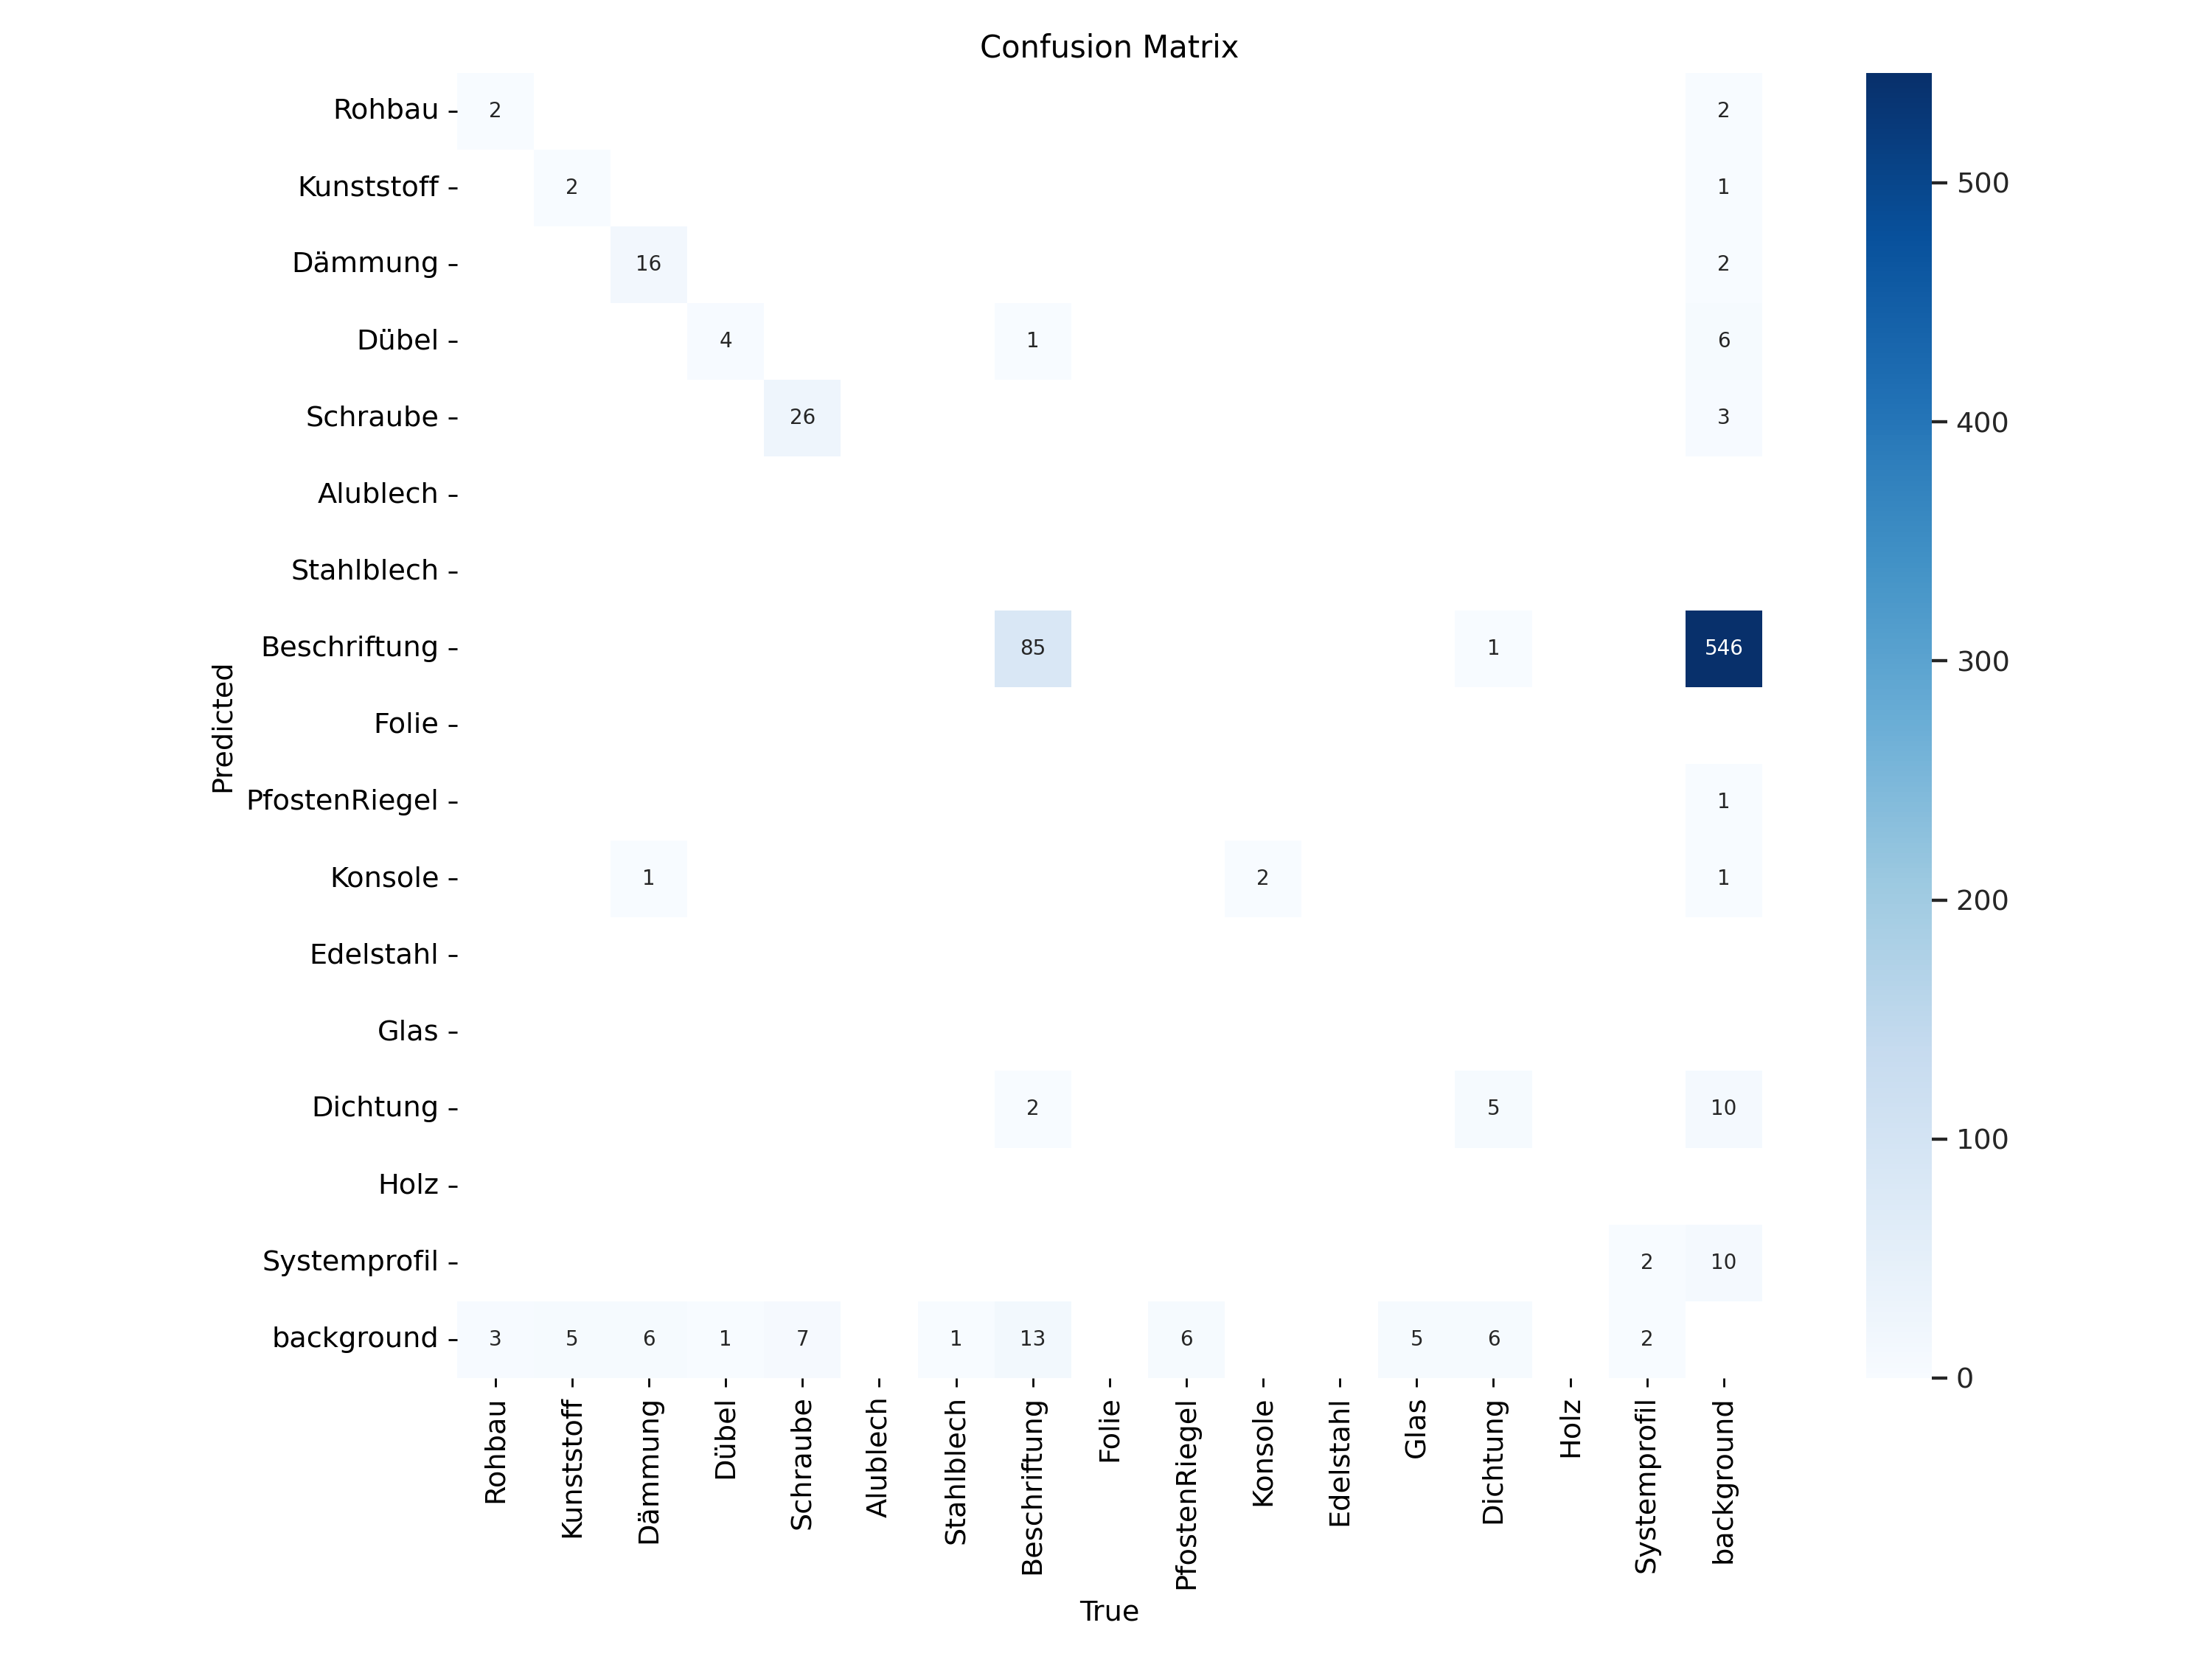 Confusion Matrix
Rohbau 2 2
Kunststoff 2 1
Dämmung 16 2
Dübel 4 1 6
Schraube 26 3
Alublech
Stahlblech
Beschriftung 85 1 546
Folie
PfostenRiegel 1
Konsole 1 2 1
Edelstahl
Glas
Dichtung 2 5 10
Holz
Systemprofil 2 10
background 3 5 6 1 7 1 13 6 5 6 2
Predicted
Rohbau
Kunststoff
Dämmung
Dübel
Schraube
Alublech
Stahlblech
Beschriftung
Folie
PfostenRiegel
Konsole
Edelstahl
Glas
Dichtung
Holz
Systemprofil
background
True
500
400
300
200
100
0